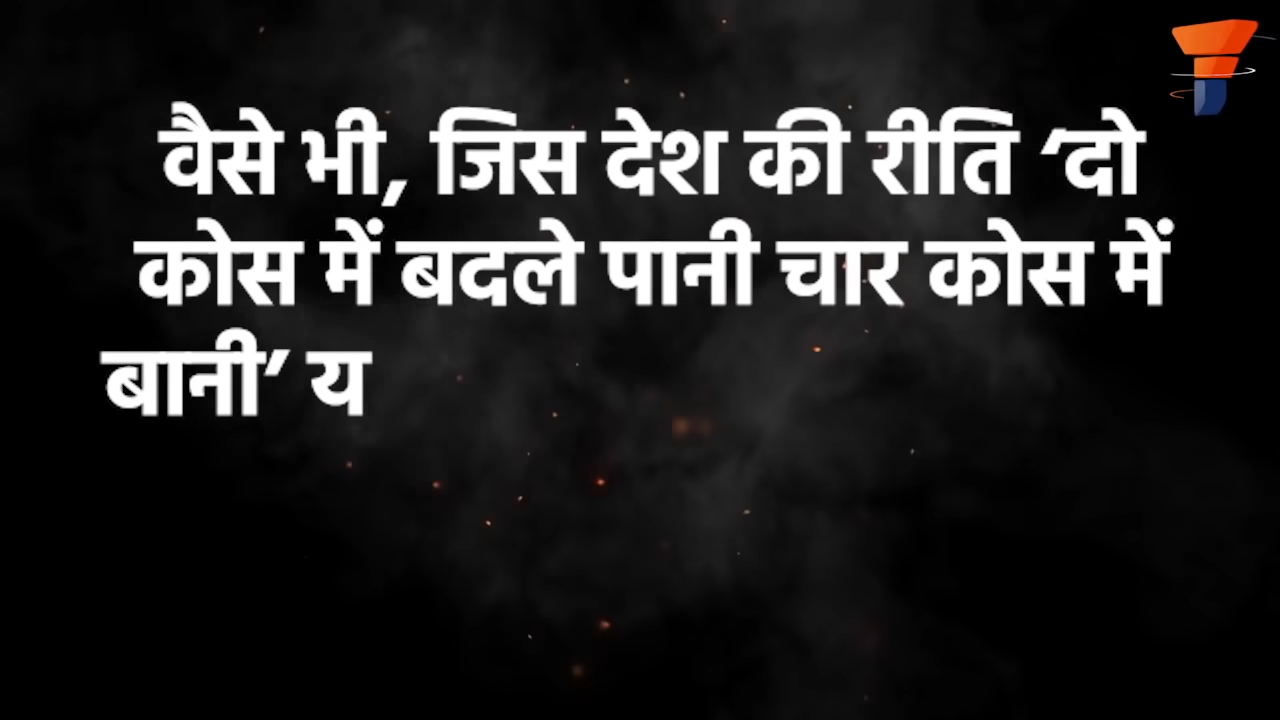 वैसे भी, जिस देश की रीति ‘दो
कोस में बदले पानी चार कोस में
बानी’ य